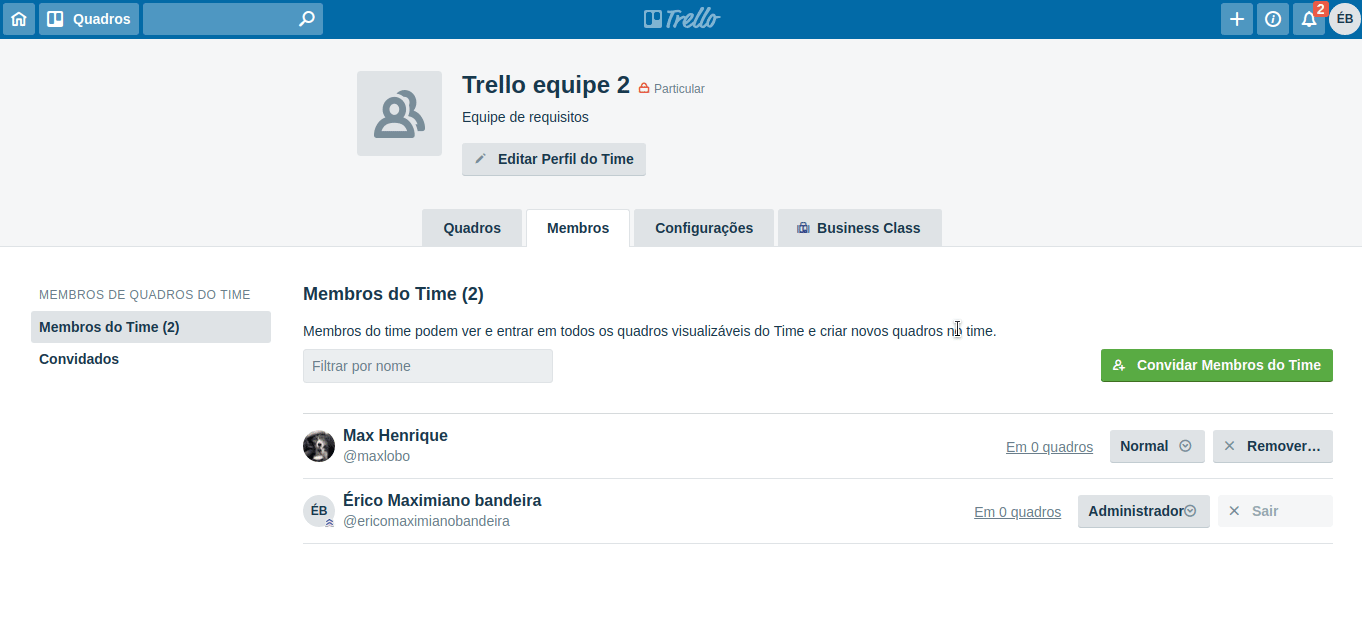 Quadros
Trello
2
ÉB
Trello equipe 2 Particular
Equipe de requisitos
Editar Perfil do Time
Quadros Membros Configurações Business Class
MEMBROS DE QUADROS DO TIME
Membros do Time (2)
Convidados
Membros do Time (2)
Membros do time podem ver e entrar em todos os quadros visualizáveis do Time e criar novos quadros no time.
Filtrar por nome
Convidar Membros do Time
Max Henrique
@maxlobo
Em 0 quadros Normal Remover…
ÉB
Érico Maximiano bandeira
@ericomaximianobandeira
Em 0 quadros Administrador Sair